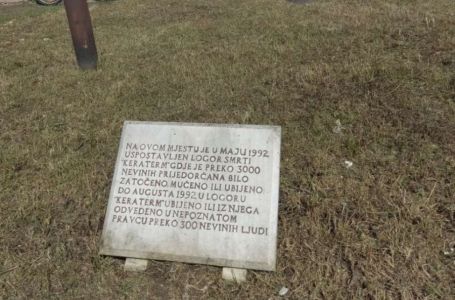 NA OVOM MJESTU JE U MAJU 1992.
USPOSTAVLJEN LOGOR SMRTI
"KERATERM" GDJE JE PREKO 3000
NEVINIH PRIJEDORČANA BILO
ZATOČENO, MUČENO ILI UBIJENO.
DO AUGUSTA 1992. U LOGORU
"KERATERM" UBIJENO ILI IZ NJEGA
ODVEDENO U NEPOZNATOM
PRAVCU PREKO 300 NEVINIH LJUDI